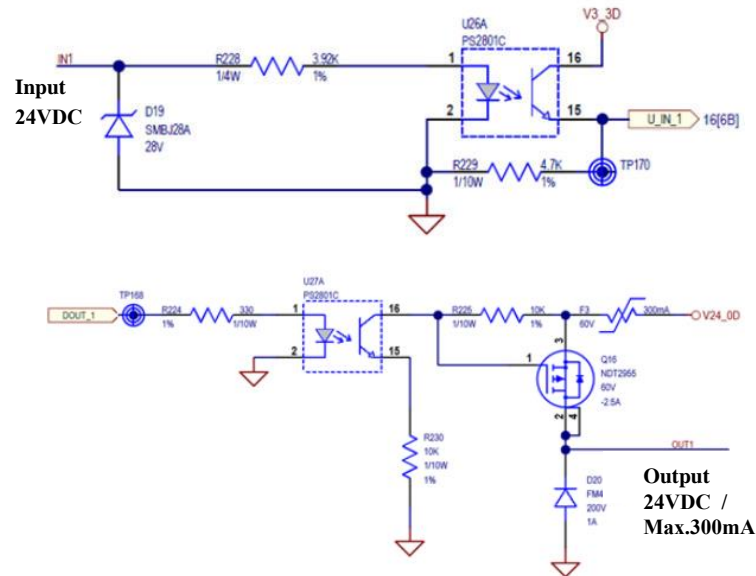 V3_3D
U26A
PS2801C
IN1
R228
3.92K
1
16
1/4W
1%
Input
24VDC
D19
SMBJ28A
28V
2
15
U_IN_1
16[6B]
R229
4.7K
1/10W
1%
TP170
U27A
PS2801C
TP168
DOUT_1
R224
330
1
16
1%
1/10W
R225
10K
1/10W
1%
F3
60V
300mA
V24_0D
2
15
3
1
Q16
NDT2955
60V
-2.5A
2
4
R230
10K
1/10W
1%
OUT1
D20
FM4
200V
1A
Output
24VDC /
Max.300mA